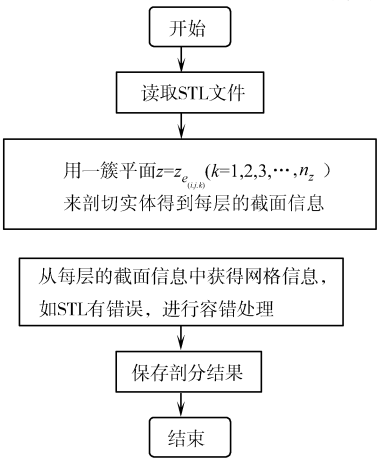 开始
读取STL文件
用一簇平面z=z_{e_{(i,j,k)}}(k=1,2,3,⋯,n_z )
来剖切实体得到每层的截面信息
从每层的截面信息中获得网格信息，
如STL有错误，进行容错处理
保存剖分结果
结束